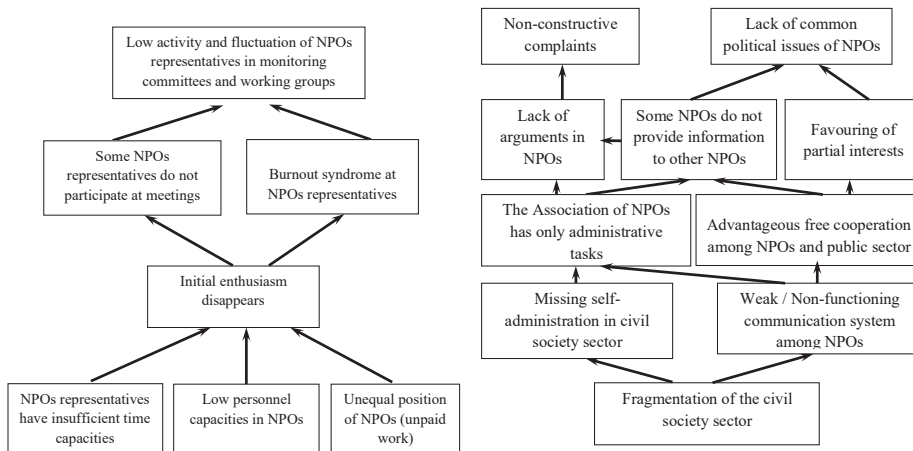 Low activity and fluctuation of NPOs
representatives in monitoring
committees and working groups
Some NPOs
representatives do not
participate at meetings
Burnout syndrome at
NPOs representatives
Initial enthusiasm
disappears
NPOs representatives
have insufficient time
capacities
Low personnel
capacities in NPOs
Unequal position
of NPOs (unpaid
work)
Non-constructive
complaints
Lack of common
political issues of NPOs
Lack of
arguments in
NPOs
Some NPOs do not
provide information
to other NPOs
Favouring of
partial interests
The Association of NPOs
has only administrative
tasks
Advantageous free cooperation
among NPOs and public sector
Missing self-
administration in civil
society sector
Weak / Non-functioning
communication system
among NPOs
Fragmentation of the civil
society sector